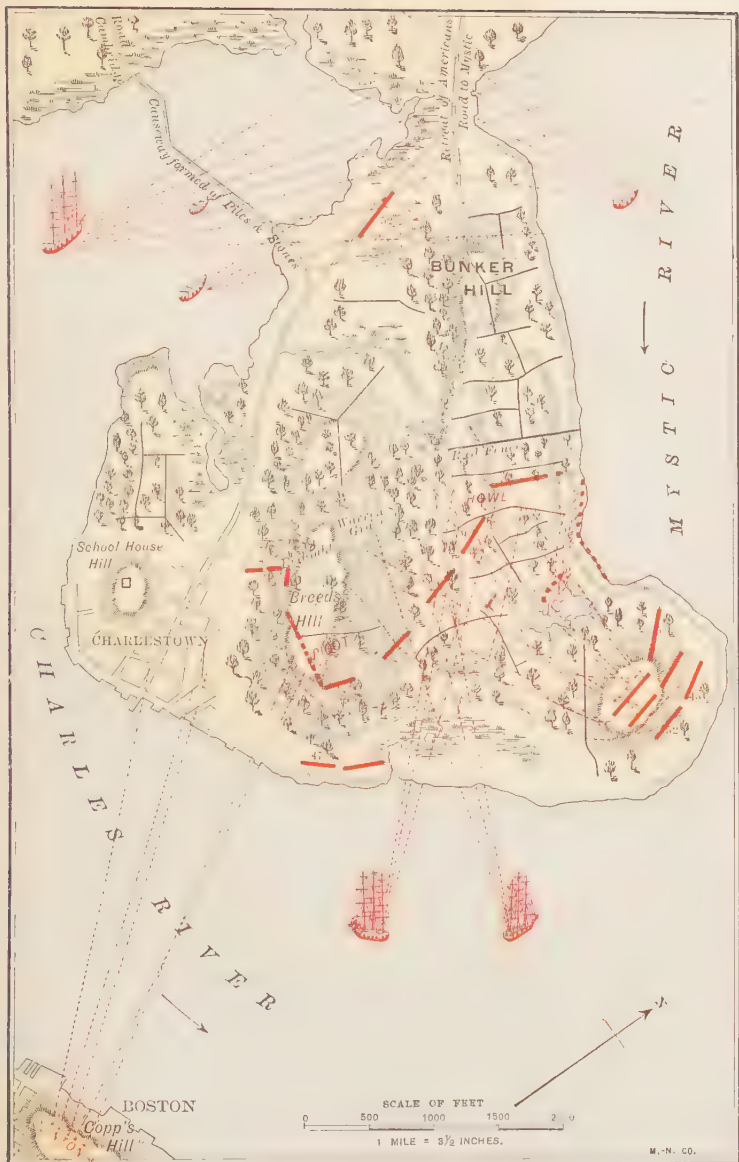 Cambridge
Road
Causeway formed of Piles & Stones
Retreat of Americans
Road to Mystic
MYSTIC RIVER
BUNKER
HILL
Rail Fence
HOWE
School House
Hill
CHARLESTOWN
Breeds
Hill
PIGOT
CHARLES RIVER
BOSTON
Copp's
Hill
SCALE OF FEET
0 500 1000 1500
1 MILE = 3½ INCHES.
M.-N. CO.